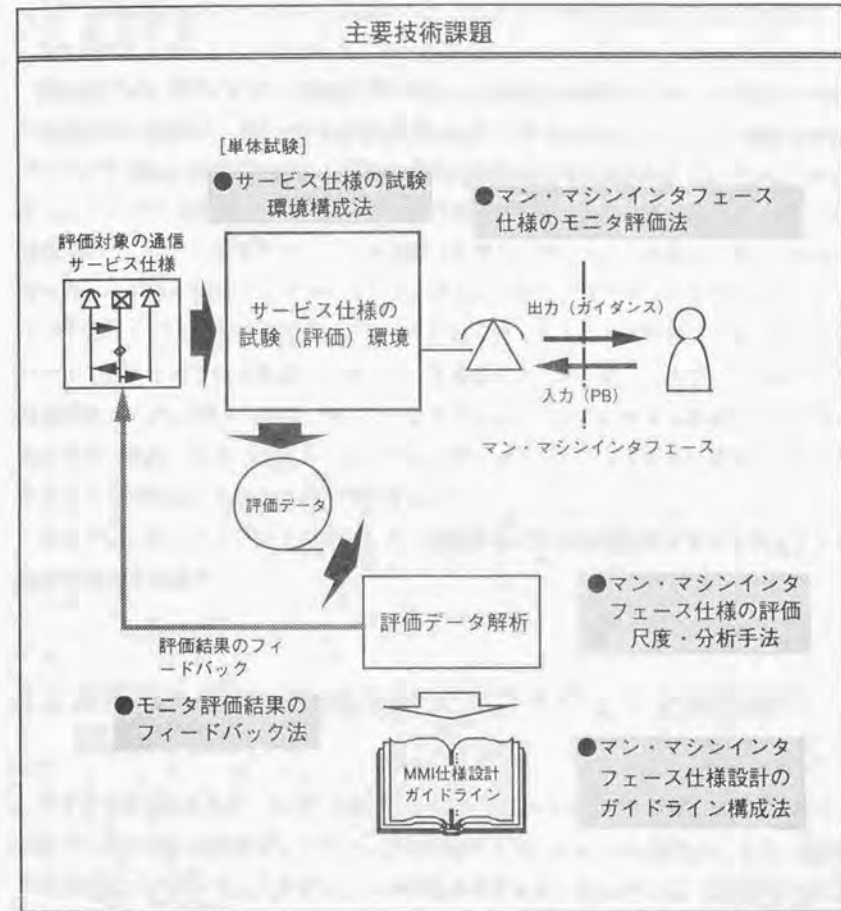 主要技術課題
[単体試験]
●サービス仕様の試験
環境構成法
●マン・マシンインタフェース
仕様のモニタ評価法
評価対象の通信
サービス仕様
サービス仕様の
試験（評価）環境
出力（ガイダンス）
入力（PB）
マン・マシンインタフェース
評価データ
評価データ解析
●マン・マシンインタ
フェース仕様の評価
尺度・分析手法
評価結果のフィ
ードバック
●モニタ評価結果の
フィードバック法
MMI仕様設計
ガイドライン
●マン・マシンインタ
フェース仕様設計の
ガイドライン構成法